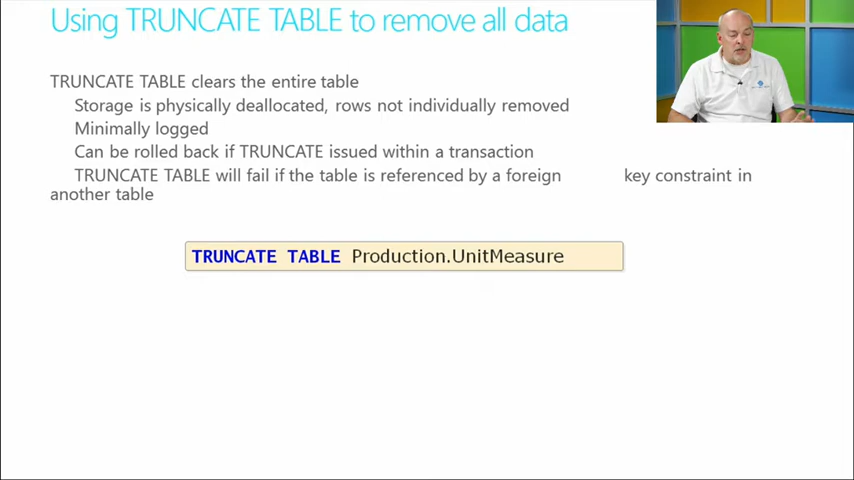 Using TRUNCATE TABLE to remove all data
TRUNCATE TABLE clears the entire table
Storage is physically deallocated, rows not individually removed
Minimally logged
Can be rolled back if TRUNCATE issued within a transaction
TRUNCATE TABLE will fail if the table is referenced by a foreign key constraint in
another table
TRUNCATE TABLE Production.UnitMeasure